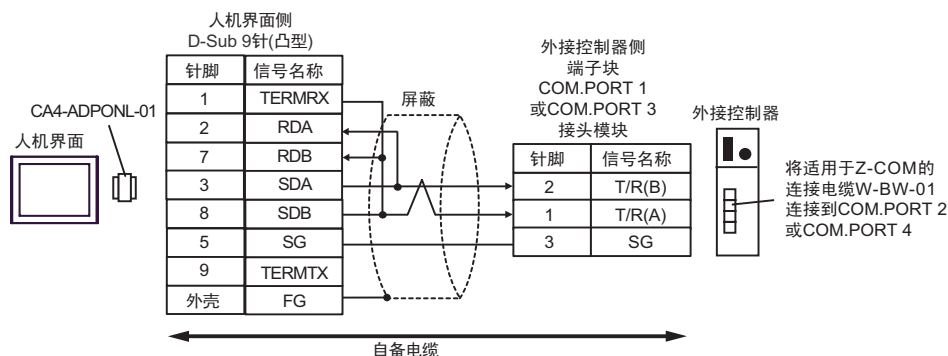 人机界面侧
D-Sub 9针(凸型)
针脚 信号名称
1 TERMRX
2 RDA
7 RDB
3 SDA
8 SDB
5 SG
9 TERMTX
外壳 FG
CA4-ADPONL-01
人机界面
屏蔽
外接控制器侧
端子块
COM.PORT 1
或COM.PORT 3
接头模块
针脚 信号名称
2 T/R(B)
1 T/R(A)
3 SG
外接控制器
将适用于Z-COM的
连接电缆W-BW-01
连接到COM.PORT 2
或COM.PORT 4
自备电缆